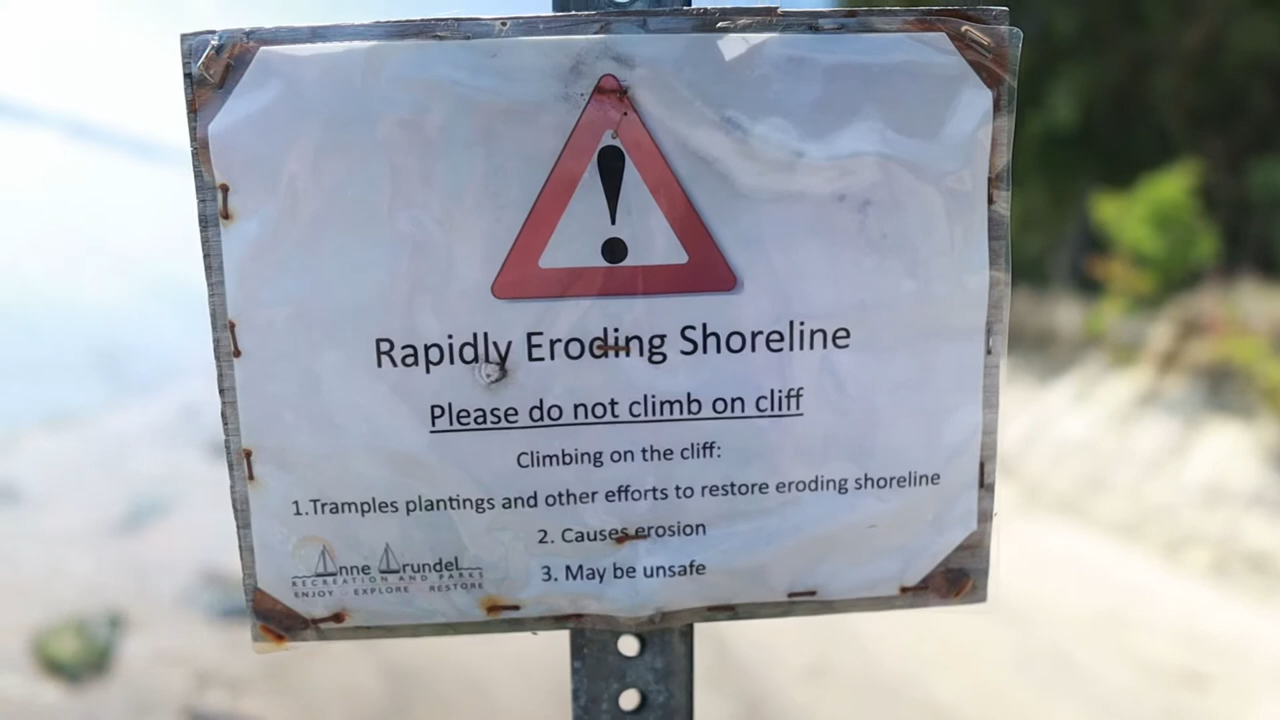 Rapidly Eroding Shoreline
Please do not climb on cliff
Climbing on the cliff:
1.Tramples plantings and other efforts to restore eroding shoreline
2. Causes erosion
3. May be unsafe
Anne Arundel
RECREATION AND PARKS
ENJOY EXPLORE RESTORE